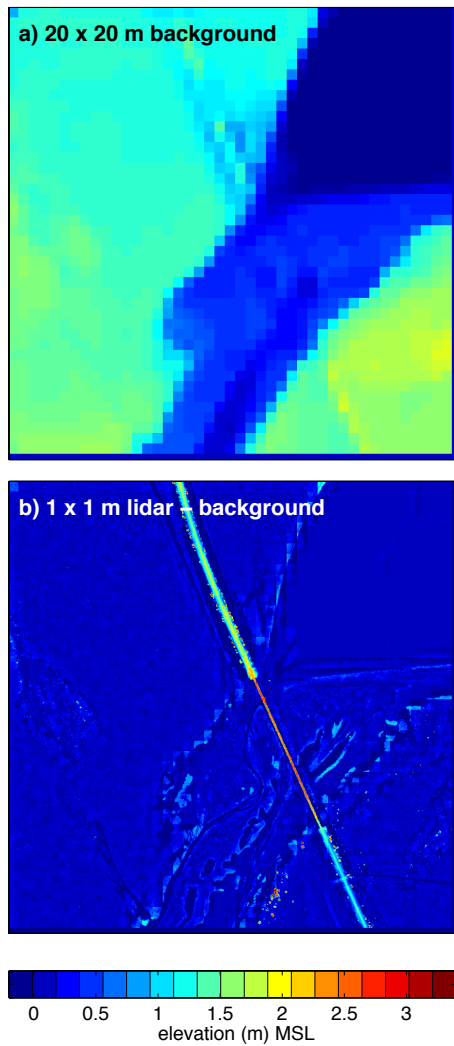 a) 20 x 20 m background
b) 1 x 1 m lidar – background
0 0.5 1 1.5 2 2.5 3
elevation (m) MSL